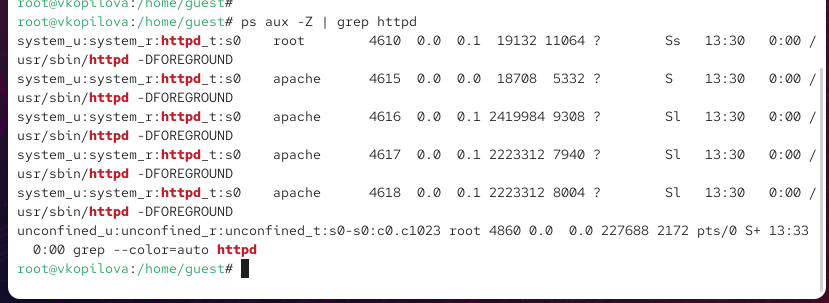 root@vkopilova:/home/guest#
root@vkopilova:/home/guest# ps aux -Z | grep httpd
system_u:system_r:httpd_t:s0    root        4610  0.0  0.1  19132 11064 ?        Ss   13:30   0:00 /
usr/sbin/httpd -DFOREGROUND
system_u:system_r:httpd_t:s0    apache      4615  0.0  0.0  18708  5332 ?        S    13:30   0:00 /
usr/sbin/httpd -DFOREGROUND
system_u:system_r:httpd_t:s0    apache      4616  0.0  0.1 2419984 9308 ?        Sl   13:30   0:00 /
usr/sbin/httpd -DFOREGROUND
system_u:system_r:httpd_t:s0    apache      4617  0.0  0.1 2223312 7940 ?        Sl   13:30   0:00 /
usr/sbin/httpd -DFOREGROUND
system_u:system_r:httpd_t:s0    apache      4618  0.0  0.1 2223312 8004 ?        Sl   13:30   0:00 /
usr/sbin/httpd -DFOREGROUND
unconfined_u:unconfined_r:unconfined_t:s0-s0:c0.c1023 root 4860 0.0  0.0 227688 2172 pts/0 S+ 13:33
  0:00 grep --color=auto httpd
root@vkopilova:/home/guest#